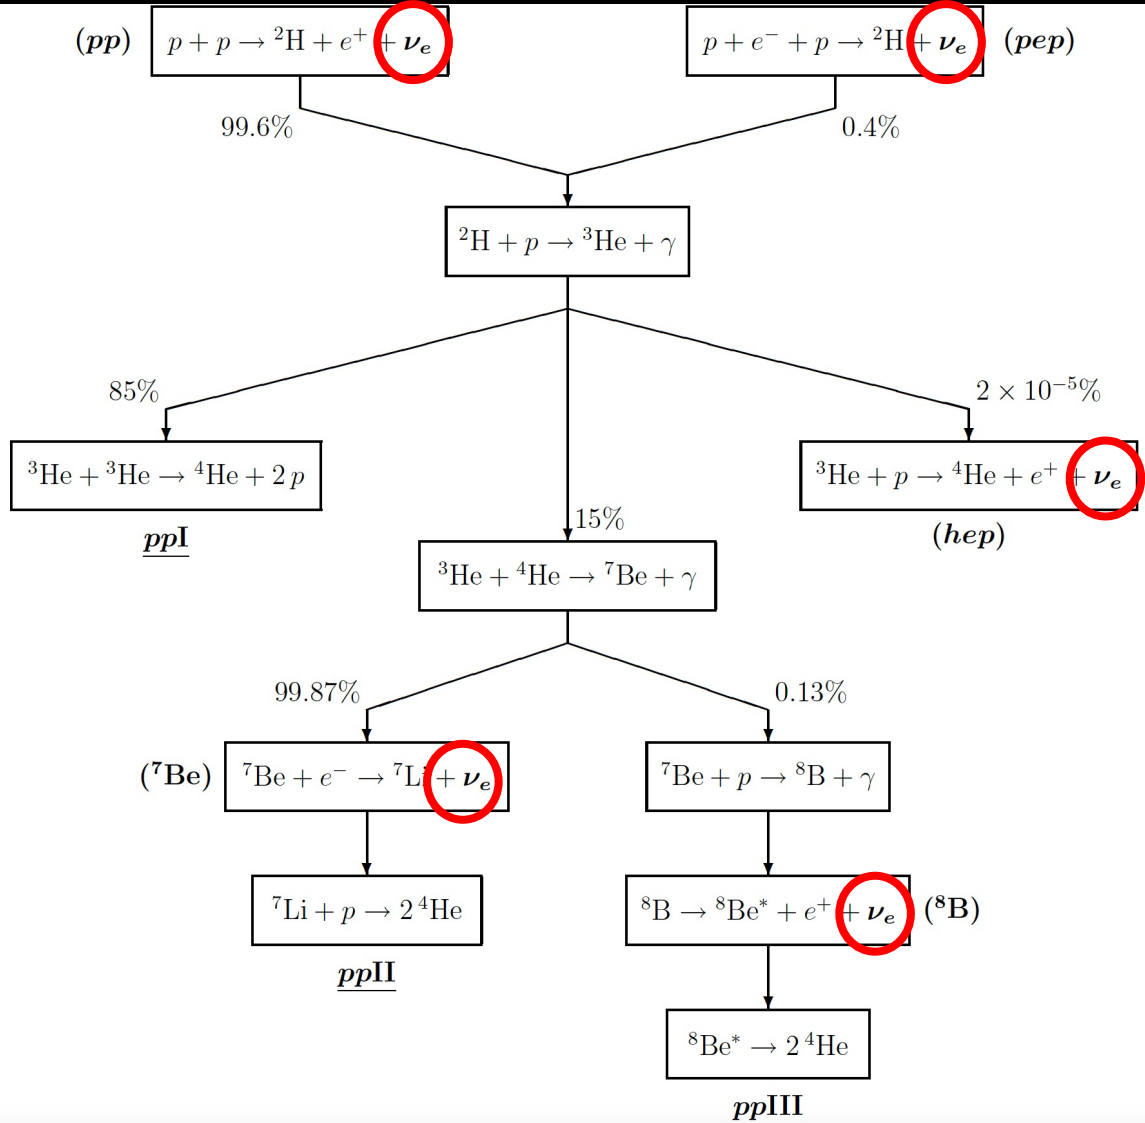 (pp) p + p → ²H + e⁺ + νₑ
p + e⁻ + p → ²H + νₑ (pep)
99.6%
0.4%
²H + p → ³He + γ
85%
2 × 10⁻⁵%
³He + ³He → ⁴He + 2 p
³He + p → ⁴He + e⁺ + νₑ
ppI
(hep)
15%
³He + ⁴He → ⁷Be + γ
99.87%
0.13%
(⁷Be) ⁷Be + e⁻ → ⁷Li + νₑ
⁷Be + p → ⁸B + γ
⁷Li + p → 2 ⁴He
⁸B → ⁸Be* + e⁺ + νₑ (⁸B)
ppII
⁸Be* → 2 ⁴He
ppIII